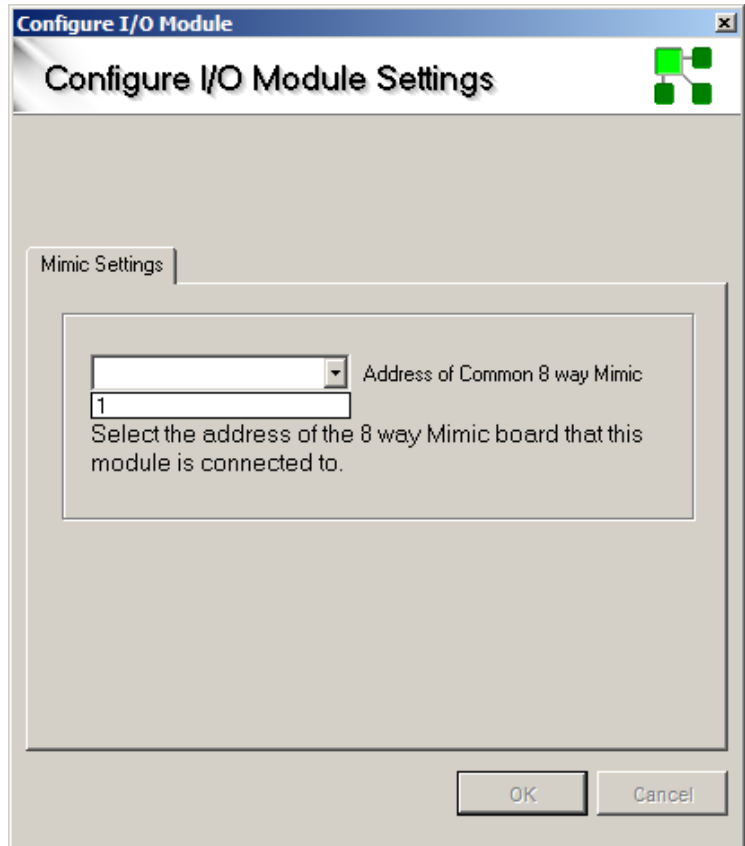 Configure I/O Module
Configure I/O Module Settings
Mimic Settings
Address of Common 8 way Mimic
1
Select the address of the 8 way Mimic board that this
module is connected to.
OK
Cancel